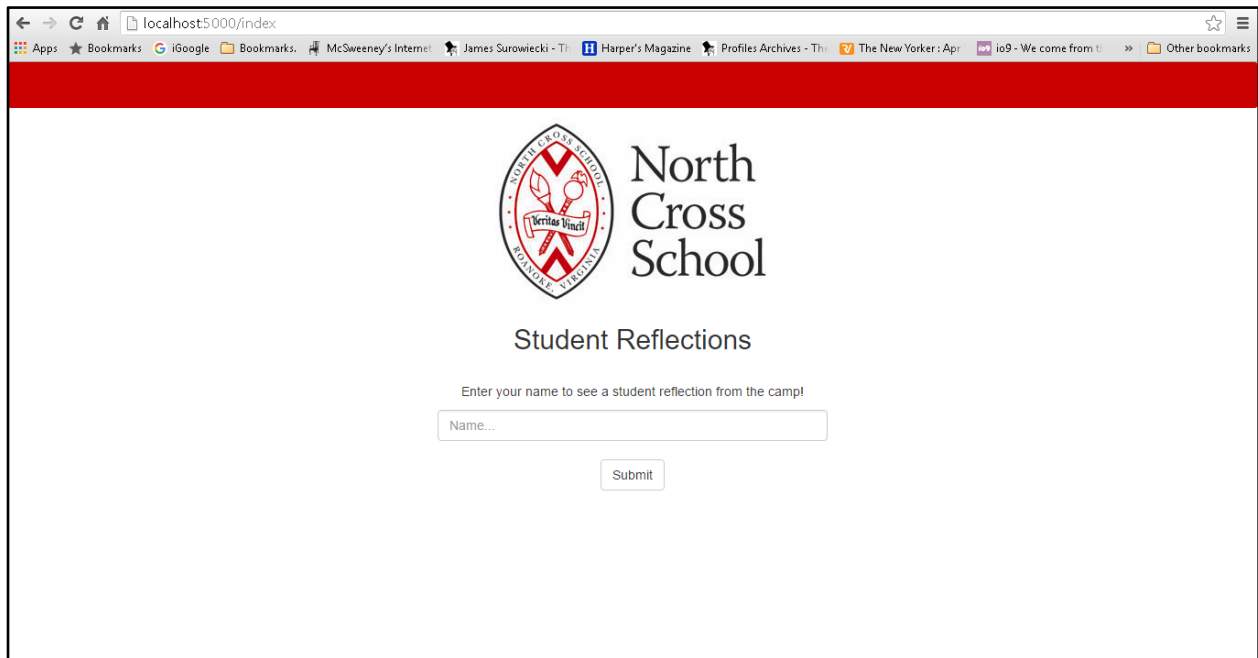 localhost:5000/index
Apps Bookmarks G iGoogle Bookmarks. McSweeney's Internet James Surowiecki - Th H Harper's Magazine Profiles Archives - The The New Yorker : Apr io9 io9 - We come from t » Other bookmarks
NORTH CROSS SCHOOL
Veritas Vincit
ROANOKE, VIRGINIA
North
Cross
School
Student Reflections
Enter your name to see a student reflection from the camp!
Name...
Submit